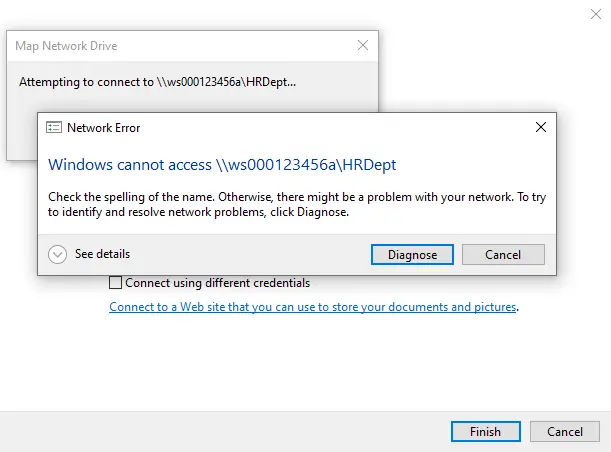 Map Network Drive
Attempting to connect to \\ws000123456a\HRDept...
Network Error
Windows cannot access \\ws000123456a\HRDept
Check the spelling of the name. Otherwise, there might be a problem with your network. To try
to identify and resolve network problems, click Diagnose.
See details
Diagnose
Cancel
Connect using different credentials
Connect to a Web site that you can use to store your documents and pictures.
Finish
Cancel